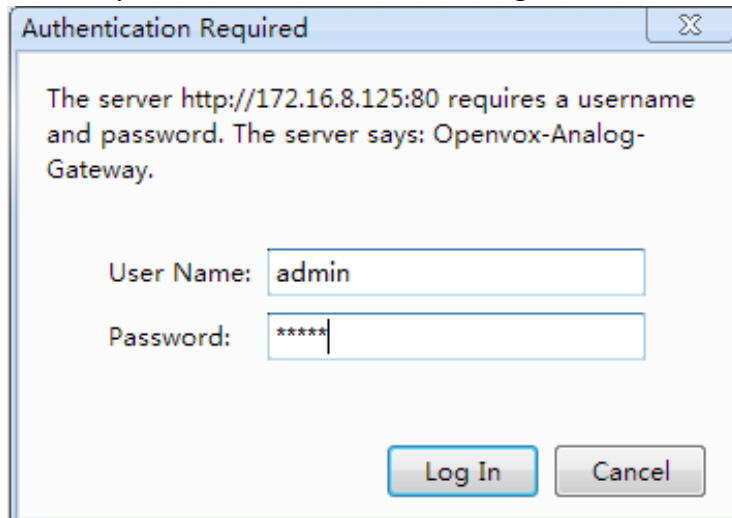 Authentication Required
The server http://172.16.8.125:80 requires a username
and password. The server says: Openvox-Analog-
Gateway.
User Name: admin
Password: *****
Log In Cancel